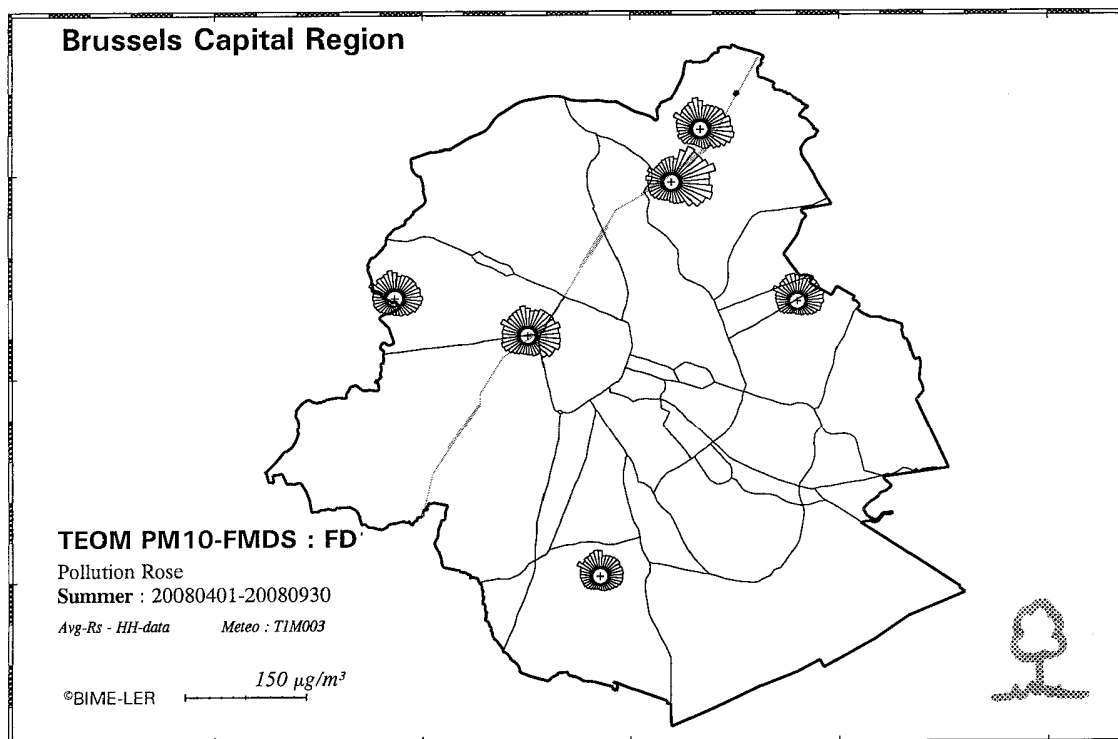 Brussels Capital Region
TEOM PM10-FMDS : FD
Pollution Rose
Summer : 20080401-20080930
Avg-Rs - HH-data Meteo : T1M003
150 µg/m³
©BIME-LER